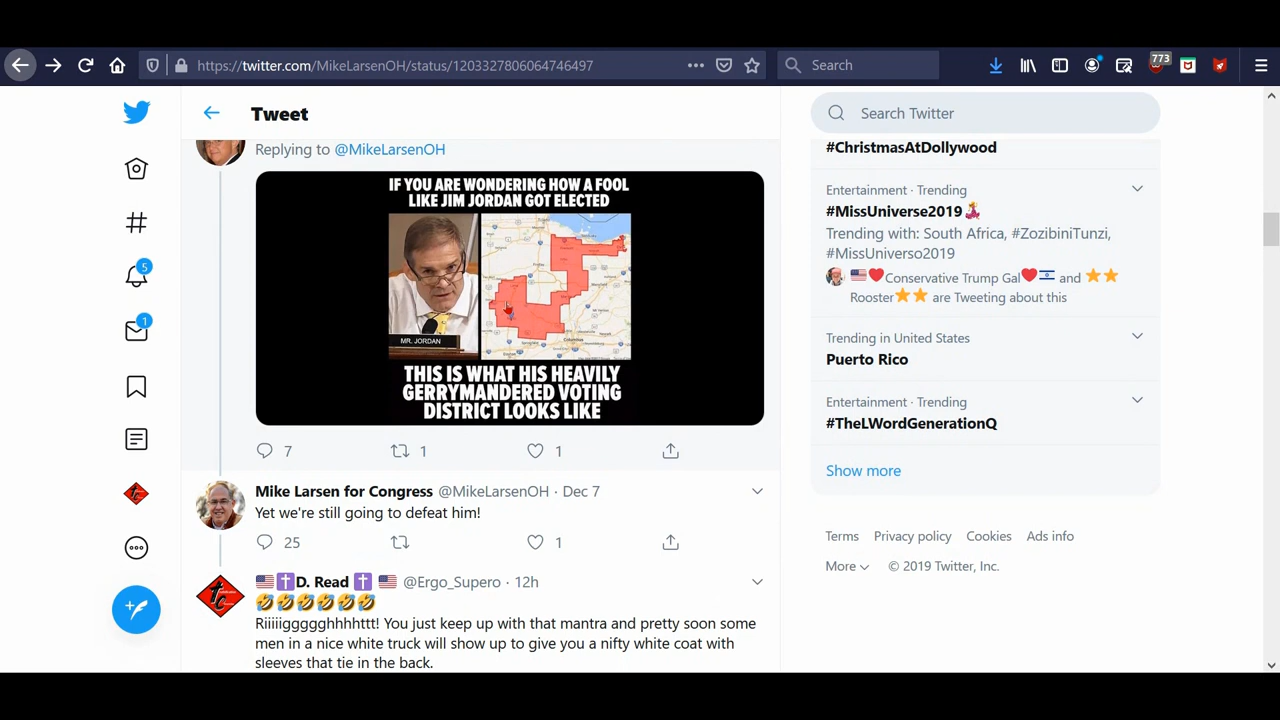 https://twitter.com/MikeLarsenOH/status/1203327806064746497
Search
773
Tweet
Search Twitter
Replying to @MikeLarsenOH
IF YOU ARE WONDERING HOW A FOOL
LIKE JIM JORDAN GOT ELECTED
MR. JORDAN
THIS IS WHAT HIS HEAVILY
GERRYMANDERED VOTING
DISTRICT LOOKS LIKE
7
1
1
Mike Larsen for Congress @MikeLarsenOH · Dec 7
Yet we're still going to defeat him!
25
1
D. Read @Ergo_Supero · 12h
Riiiiiggggghhhhttt! You just keep up with that mantra and pretty soon some
men in a nice white truck will show up to give you a nifty white coat with
sleeves that tie in the back.
5
1
#ChristmasAtDollywood
Entertainment · Trending
#MissUniverse2019
Trending with: South Africa, #ZozibiniTunzi,
#MissUniverso2019
Conservative Trump Gal and
Rooster are Tweeting about this
Trending in United States
Puerto Rico
Entertainment · Trending
#TheLWordGenerationQ
Show more
Terms Privacy policy Cookies Ads info
More © 2019 Twitter, Inc.